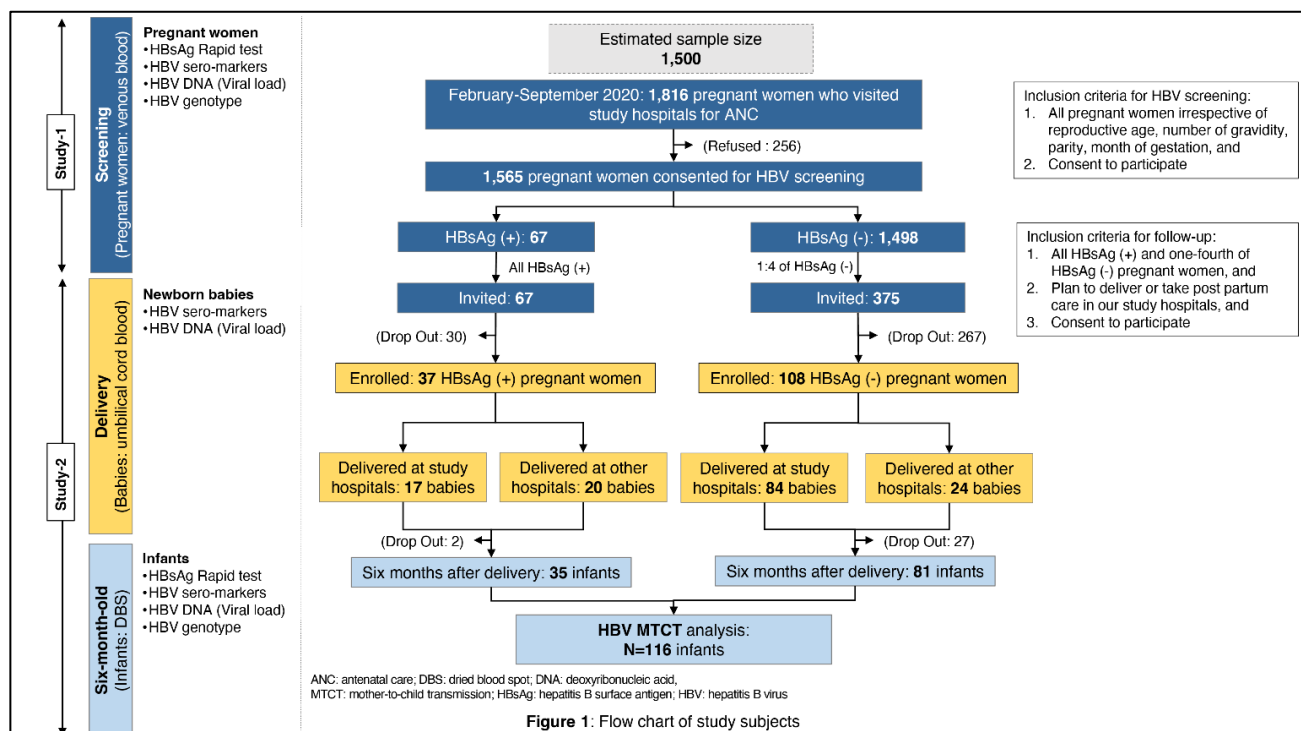 Study-1
Screening
(Pregnant women: venous blood)
Pregnant women
•HBsAg Rapid test
•HBV sero-markers
•HBV DNA (Viral load)
•HBV genotype
Estimated sample size
1,500
February-September 2020: 1,816 pregnant women who visited
study hospitals for ANC
(Refused : 256)
1,565 pregnant women consented for HBV screening
Inclusion criteria for HBV screening:
1. All pregnant women irrespective of
reproductive age, number of gravidity,
parity, month of gestation, and
2. Consent to participate
HBsAg (+): 67
HBsAg (-): 1,498
All HBsAg (+)
1:4 of HBsAg (-)
Invited: 67
Invited: 375
Inclusion criteria for follow-up:
1. All HBsAg (+) and one-fourth of
HBsAg (-) pregnant women, and
2. Plan to deliver or take post partum
care in our study hospitals, and
3. Consent to participate
Study-2
Delivery
(Babies: umbilical cord blood)
Newborn babies
•HBV sero-markers
•HBV DNA (Viral load)
(Drop Out: 30)
(Drop Out: 267)
Enrolled: 37 HBsAg (+) pregnant women
Enrolled: 108 HBsAg (-) pregnant women
Delivered at study
hospitals: 17 babies
Delivered at other
hospitals: 20 babies
Delivered at study
hospitals: 84 babies
Delivered at other
hospitals: 24 babies
(Drop Out: 2)
(Drop Out: 27)
Six-month-old
(Infants: DBS)
Infants
•HBsAg Rapid test
•HBV sero-markers
•HBV DNA (Viral load)
•HBV genotype
Six months after delivery: 35 infants
Six months after delivery: 81 infants
HBV MTCT analysis:
N=116 infants
ANC: antenatal care; DBS: dried blood spot; DNA: deoxyribonucleic acid,
MTCT: mother-to-child transmission; HBsAg: hepatitis B surface antigen; HBV: hepatitis B virus
Figure 1: Flow chart of study subjects